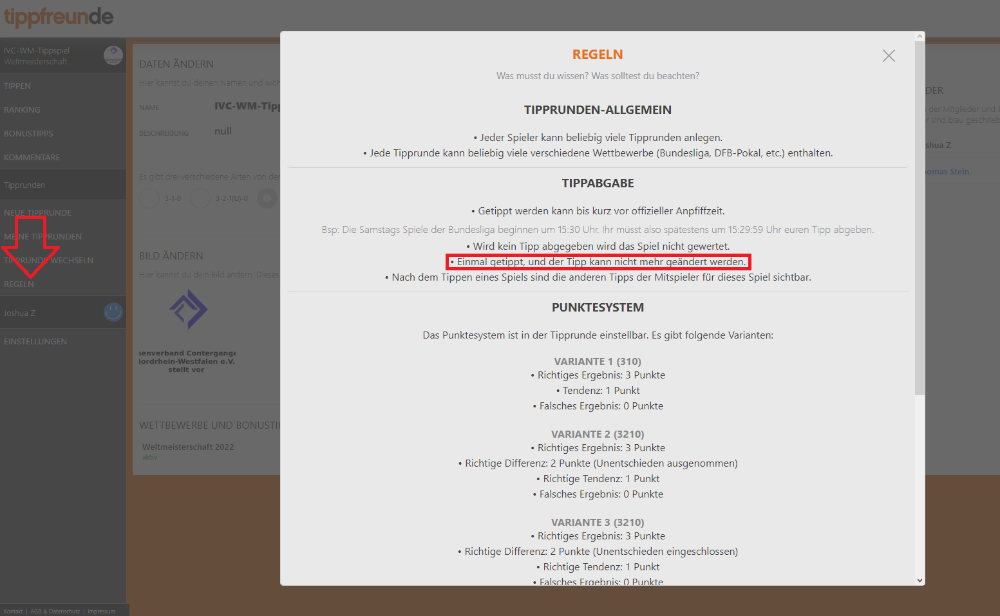 tippfreunde
IVC-WM-Tippspiel
Weltmeisterschaft
TIPPEN
RANKING
BONUSTIPPS
KOMMENTARE
Tipprunden
NEUE TIPPRUNDE
MEINE TIPPRUNDEN
TIPPRUNDE WECHSELN
REGELN
Joshua Z
EINSTELLUNGEN
Kontakt | AGB & Datenschutz | Impressum
DATEN ÄNDERN
Hier kannst du deinen Namen und wich
NAME IVC-WM-Tipp
BESCHREIBUNG null
Es gibt drei verschiedene Arten von der
3-1-0 3-2-1(U)-0
BILD ÄNDERN
Hier kannst du dein Bild ändern. Dieses
senverband Contergange
Nordrhein-Westfalen e.V.
stellt vor
WETTBEWERBE UND BONUSTI
Weltmeisterschaft 2022
aktiv
REGELN
Was musst du wissen? Was solltest du beachten?
TIPPRUNDEN-ALLGEMEIN
• Jeder Spieler kann beliebig viele Tipprunden anlegen.
• Jede Tipprunde kann beliebig viele verschiedene Wettbewerbe (Bundesliga, DFB-Pokal, etc.) enthalten.
TIPPABGABE
• Getippt werden kann bis kurz vor offizieller Anpfiffzeit.
Bsp: Die Samstags Spiele der Bundesliga beginnen um 15:30 Uhr. Ihr müsst also spätestens um 15:29:59 Uhr euren Tipp abgeben.
• Wird kein Tipp abgegeben wird das Spiel nicht gewertet.
• Einmal getippt, und der Tipp kann nicht mehr geändert werden.
• Nach dem Tippen eines Spiels sind die anderen Tipps der Mitspieler für dieses Spiel sichtbar.
PUNKTESYSTEM
Das Punktesystem ist in der Tipprunde einstellbar. Es gibt folgende Varianten:
VARIANTE 1 (310)
• Richtiges Ergebnis: 3 Punkte
• Tendenz: 1 Punkt
• Falsches Ergebnis: 0 Punkte
VARIANTE 2 (3210)
• Richtiges Ergebnis: 3 Punkte
• Richtige Differenz: 2 Punkte (Unentschieden ausgenommen)
• Richtige Tendenz: 1 Punkt
• Falsches Ergebnis: 0 Punkte
VARIANTE 3 (3210)
• Richtiges Ergebnis: 3 Punkte
• Richtige Differenz: 2 Punkte (Unentschieden eingeschlossen)
• Richtige Tendenz: 1 Punkt
• Falsches Ergebnis: 0 Punkte
DER
der Mitglieder und
r sind blau geschrieb
shua Z
omas Stein